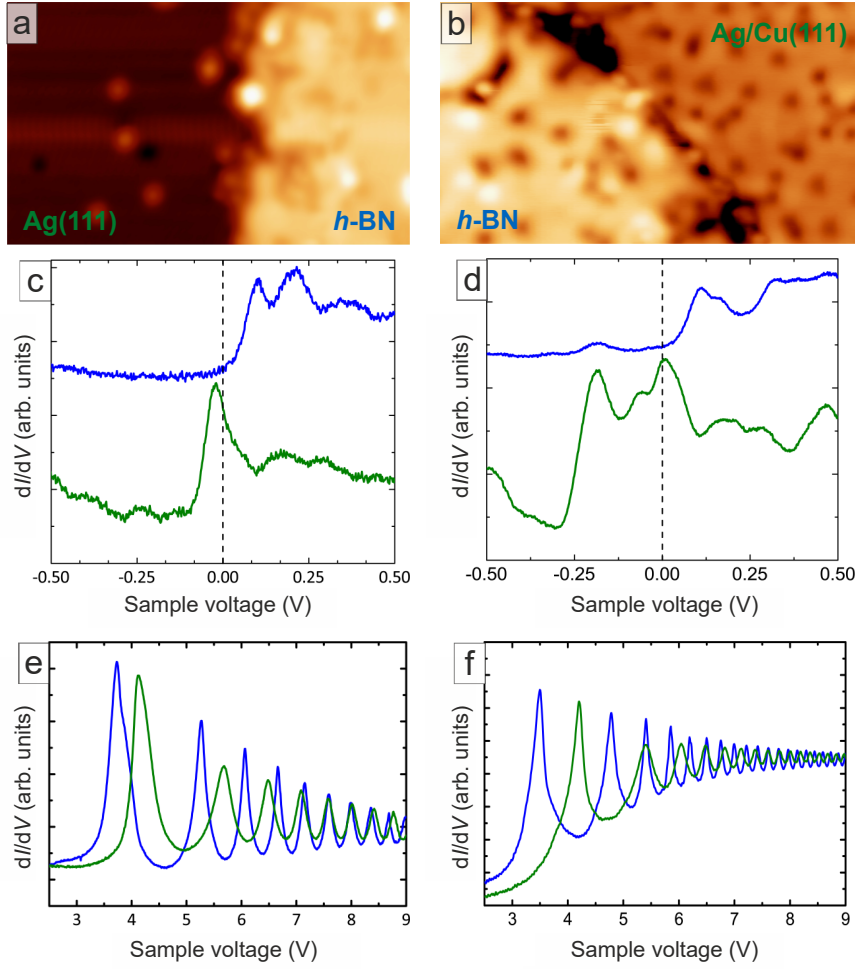 a
Ag(111)
h-BN
b
Ag/Cu(111)
h-BN
c
dI/dV (arb. units)
-0.50 -0.25 0.00 0.25 0.50
Sample voltage (V)
d
dI/dV (arb. units)
-0.50 -0.25 0.00 0.25 0.50
Sample voltage (V)
e
dI/dV (arb. units)
3 4 5 6 7 8 9
Sample voltage (V)
f
dI/dV (arb. units)
3 4 5 6 7 8 9
Sample voltage (V)